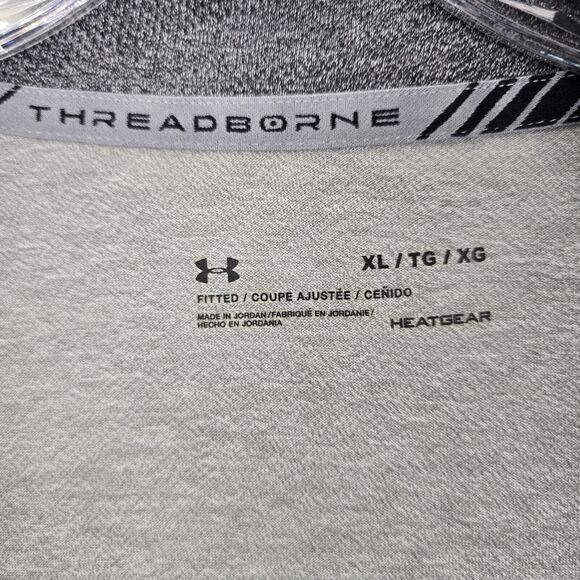 THREADBORNE
XL / TG / XG
FITTED / COUPE AJUSTÉE / CEÑIDO
MADE IN JORDAN/FABRIQUÉ EN JORDANIE/
HECHO EN JORDANIA
HEATGEAR